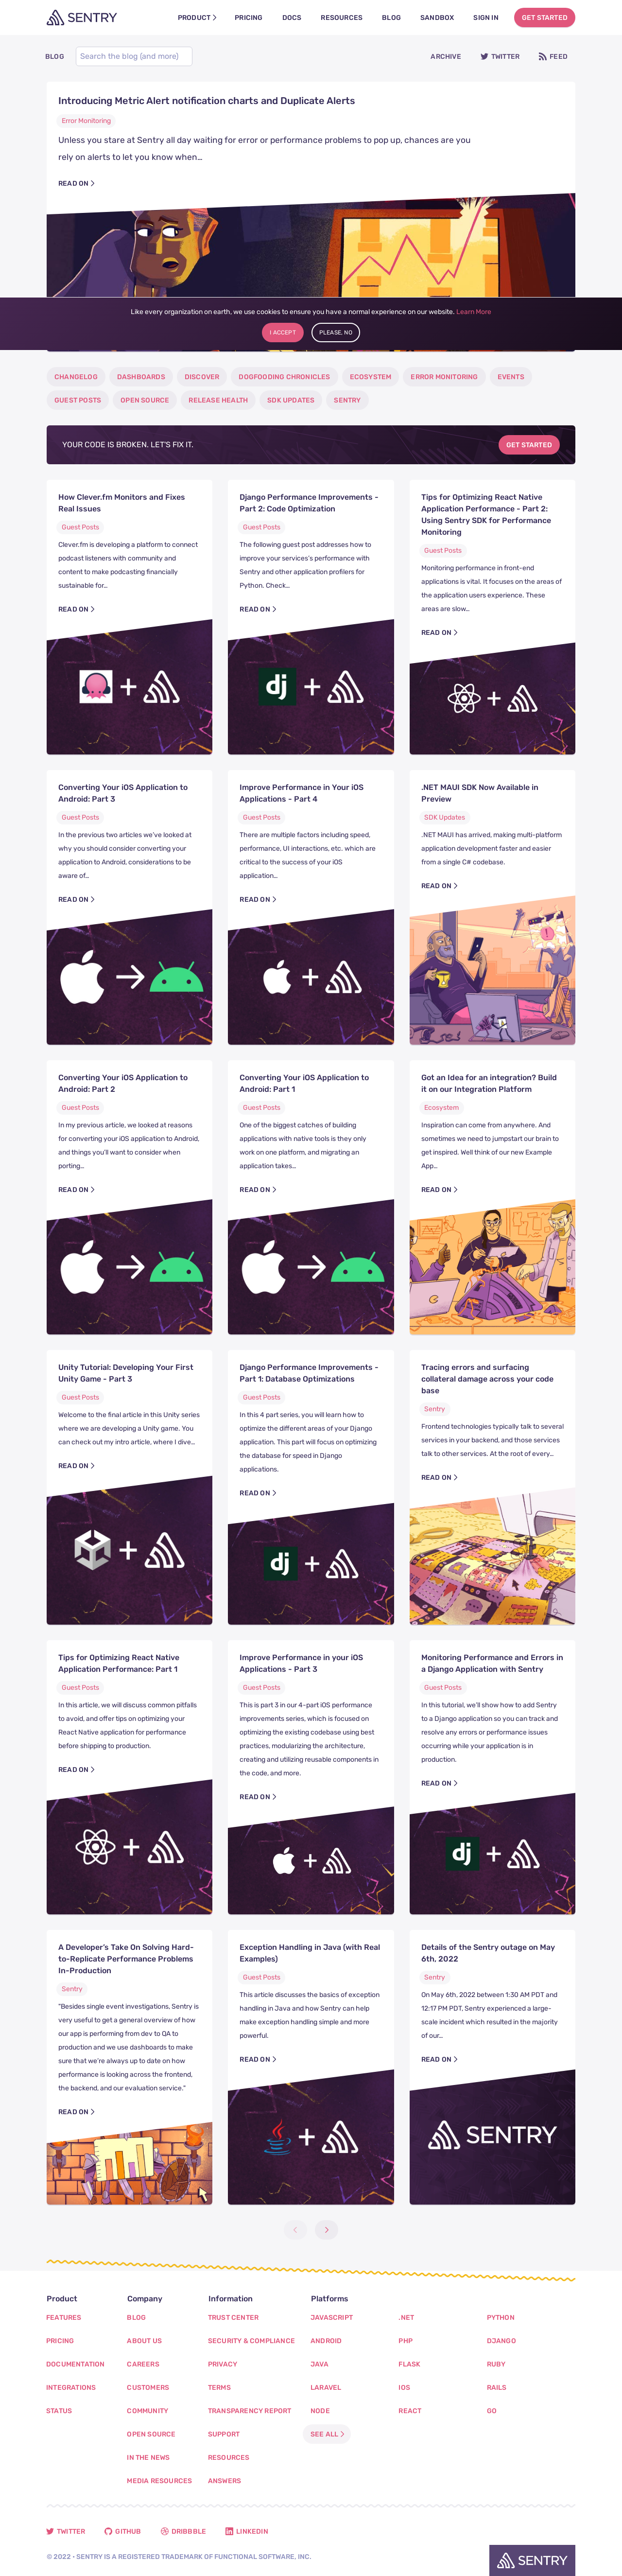 SENTRY
PRODUCT
PRICING
DOCS
RESOURCES
BLOG
SANDBOX
SIGN IN
GET STARTED
BLOG
Search the blog (and more)
ARCHIVE
TWITTER
FEED
Introducing Metric Alert notification charts and Duplicate Alerts
Error Monitoring
Unless you stare at Sentry all day waiting for error or performance problems to pop up, chances are you
rely on alerts to let you know when…
READ ON
Like every organization on earth, we use cookies to ensure you have a normal experience on our website. Learn More
I ACCEPT
PLEASE, NO
CHANGELOG
DASHBOARDS
DISCOVER
DOGFOODING CHRONICLES
ECOSYSTEM
ERROR MONITORING
EVENTS
GUEST POSTS
OPEN SOURCE
RELEASE HEALTH
SDK UPDATES
SENTRY
YOUR CODE IS BROKEN. LET'S FIX IT.
GET STARTED
How Clever.fm Monitors and Fixes
Real Issues
Guest Posts
Clever.fm is developing a platform to connect
podcast listeners with community and
content to make podcasting financially
sustainable for…
READ ON
Django Performance Improvements -
Part 2: Code Optimization
Guest Posts
The following guest post addresses how to
improve your services's performance with
Sentry and other application profilers for
Python. Check…
READ ON
dj
Tips for Optimizing React Native
Application Performance - Part 2:
Using Sentry SDK for Performance
Monitoring
Guest Posts
Monitoring performance in front-end
applications is vital. It focuses on the areas of
the application users experience. These
areas are slow…
READ ON
Converting Your iOS Application to
Android: Part 3
Guest Posts
In the previous two articles we've looked at
why you should consider converting your
application to Android, considerations to be
aware of…
READ ON
Improve Performance in Your iOS
Applications - Part 4
Guest Posts
There are multiple factors including speed,
performance, UI interactions, etc. which are
critical to the success of your iOS
application…
READ ON
.NET MAUI SDK Now Available in
Preview
SDK Updates
.NET MAUI has arrived, making multi-platform
application development faster and easier
from a single C# codebase.
READ ON
Converting Your iOS Application to
Android: Part 2
Guest Posts
In my previous article, we looked at reasons
for converting your iOS application to Android,
and things you'll want to consider when
porting…
READ ON
Converting Your iOS Application to
Android: Part 1
Guest Posts
One of the biggest catches of building
applications with native tools is they only
work on one platform, and migrating an
application takes…
READ ON
Got an Idea for an integration? Build
it on our Integration Platform
Ecosystem
Inspiration can come from anywhere. And
sometimes we need to jumpstart our brain to
get inspired. Well think of our new Example
App…
READ ON
Unity Tutorial: Developing Your First
Unity Game - Part 3
Guest Posts
Welcome to the final article in this Unity series
where we are developing a Unity game. You
can check out my intro article, where I dive…
READ ON
Django Performance Improvements -
Part 1: Database Optimizations
Guest Posts
In this 4 part series, you will learn how to
optimize the different areas of your Django
application. This part will focus on optimizing
the database for speed in Django
applications.
READ ON
dj
Tracing errors and surfacing
collateral damage across your code
base
Sentry
Frontend technologies typically talk to several
services in your backend, and those services
talk to other services. At the root of every…
READ ON
Tips for Optimizing React Native
Application Performance: Part 1
Guest Posts
In this article, we will discuss common pitfalls
to avoid, and offer tips on optimizing your
React Native application for performance
before shipping to production.
READ ON
Improve Performance in your iOS
Applications - Part 3
Guest Posts
This is part 3 in our 4-part iOS performance
improvements series, which is focused on
optimizing the existing codebase using best
practices, modularizing the architecture,
creating and utilizing reusable components in
the code, and more.
READ ON
Monitoring Performance and Errors in
a Django Application with Sentry
Guest Posts
In this tutorial, we'll show how to add Sentry
to a Django application so you can track and
resolve any errors or performance issues
occurring while your application is in
production.
READ ON
dj
A Developer's Take On Solving Hard-
to-Replicate Performance Problems
In-Production
Sentry
"Besides single event investigations, Sentry is
very useful to get a general overview of how
our app is performing from dev to QA to
production and we use dashboards to make
sure that we're always up to date on how
performance is looking across the frontend,
the backend, and our evaluation service."
READ ON
Exception Handling in Java (with Real
Examples)
Guest Posts
This article discusses the basics of exception
handling in Java and how Sentry can help
make exception handling simple and more
powerful.
READ ON
Details of the Sentry outage on May
6th, 2022
Sentry
On May 6th, 2022 between 1:30 AM PDT and
12:17 PM PDT, Sentry experienced a large-
scale incident which resulted in the majority
of our…
READ ON
SENTRY
Product
FEATURES
PRICING
DOCUMENTATION
INTEGRATIONS
STATUS
Company
BLOG
ABOUT US
CAREERS
CUSTOMERS
COMMUNITY
OPEN SOURCE
IN THE NEWS
MEDIA RESOURCES
Information
TRUST CENTER
SECURITY & COMPLIANCE
PRIVACY
TERMS
TRANSPARENCY REPORT
SUPPORT
RESOURCES
ANSWERS
Platforms
JAVASCRIPT
ANDROID
JAVA
LARAVEL
NODE
SEE ALL
.NET
PHP
FLASK
IOS
REACT
PYTHON
DJANGO
RUBY
RAILS
GO
TWITTER
GITHUB
DRIBBBLE
LINKEDIN
© 2022 • SENTRY IS A REGISTERED TRADEMARK OF FUNCTIONAL SOFTWARE, INC.
SENTRY